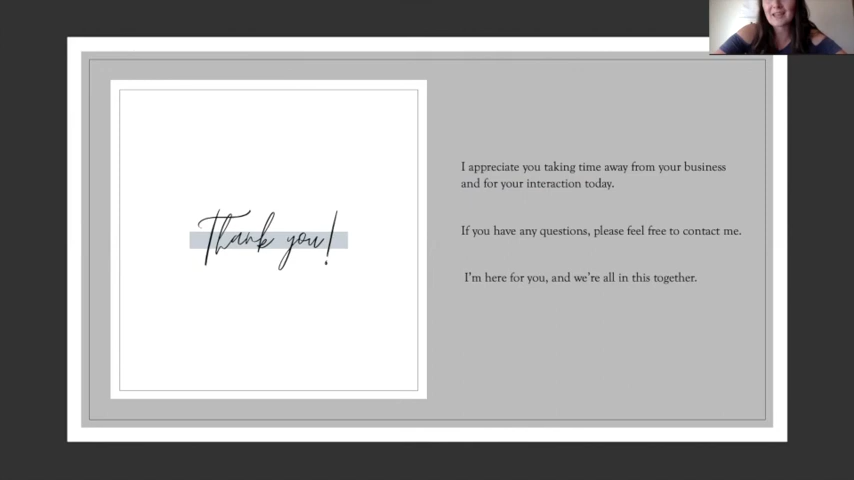 Thank you!
I appreciate you taking time away from your business
and for your interaction today.
If you have any questions, please feel free to contact me.
I'm here for you, and we're all in this together.